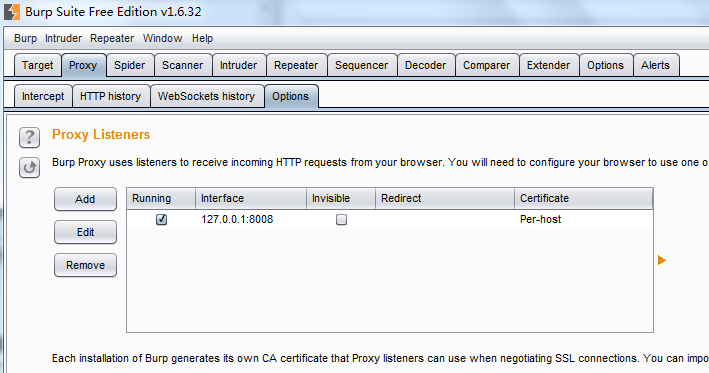 Burp Suite Free Edition v1.6.32
Burp Intruder Repeater Window Help
Target Proxy Spider Scanner Intruder Repeater Sequencer Decoder Comparer Extender Options Alerts
Intercept HTTP history WebSockets history Options
? Proxy Listeners
Burp Proxy uses listeners to receive incoming HTTP requests from your browser. You will need to configure your browser to use one o
Add Running Interface Invisible Redirect Certificate
127.0.0.1:8008 Per-host
Edit
Remove
Each installation of Burp generates its own CA certificate that Proxy listeners can use when negotiating SSL connections. You can impo